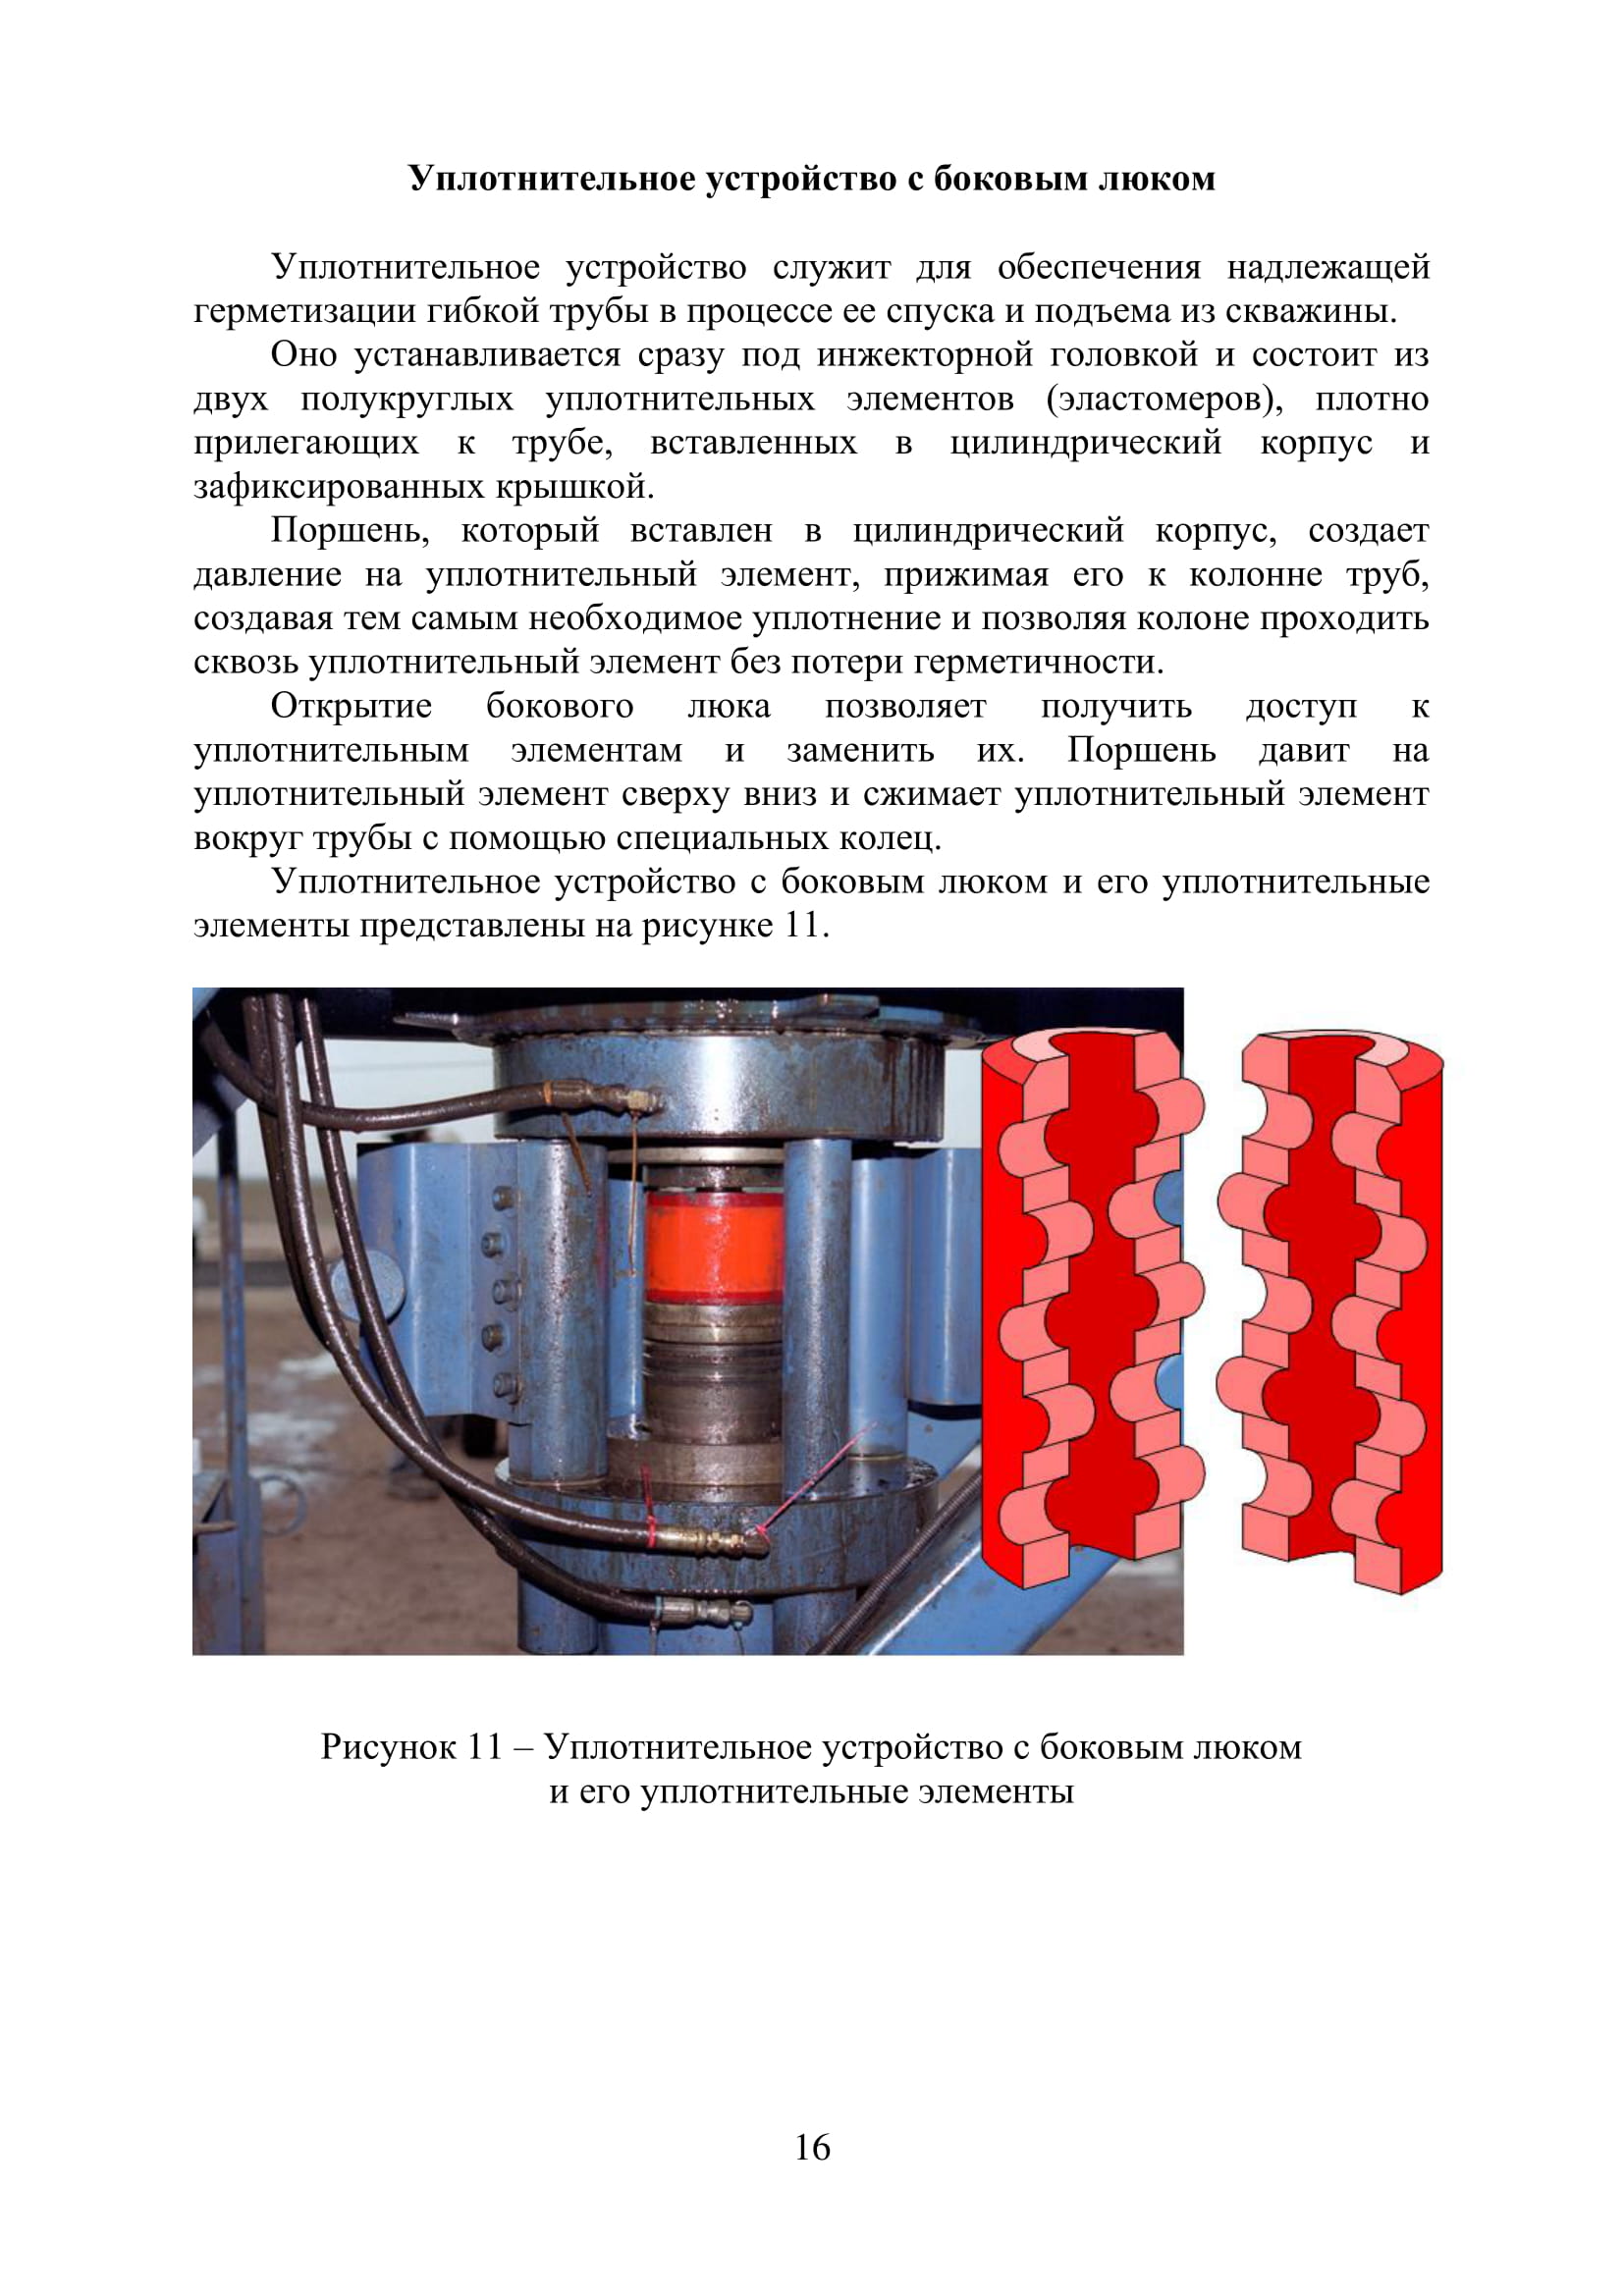 Уплотнительное устройство с боковым люком
Уплотнительное устройство служит для обеспечения надлежащей
герметизации гибкой трубы в процессе ее спуска и подъема из скважины.
Оно устанавливается сразу под инжекторной головкой и состоит из
двух полукруглых уплотнительных элементов (эластомеров), плотно
прилегающих к трубе, вставленных в цилиндрический корпус и
зафиксированных крышкой.
Поршень, который вставлен в цилиндрический корпус, создает
давление на уплотнительный элемент, прижимая его к колонне труб,
создавая тем самым необходимое уплотнение и позволяя колоне проходить
сквозь уплотнительный элемент без потери герметичности.
Открытие бокового люка позволяет получить доступ к
уплотнительным элементам и заменить их. Поршень давит на
уплотнительный элемент сверху вниз и сжимает уплотнительный элемент
вокруг трубы с помощью специальных колец.
Уплотнительное устройство с боковым люком и его уплотнительные
элементы представлены на рисунке 11.
Рисунок 11 – Уплотнительное устройство с боковым люком
и его уплотнительные элементы
16